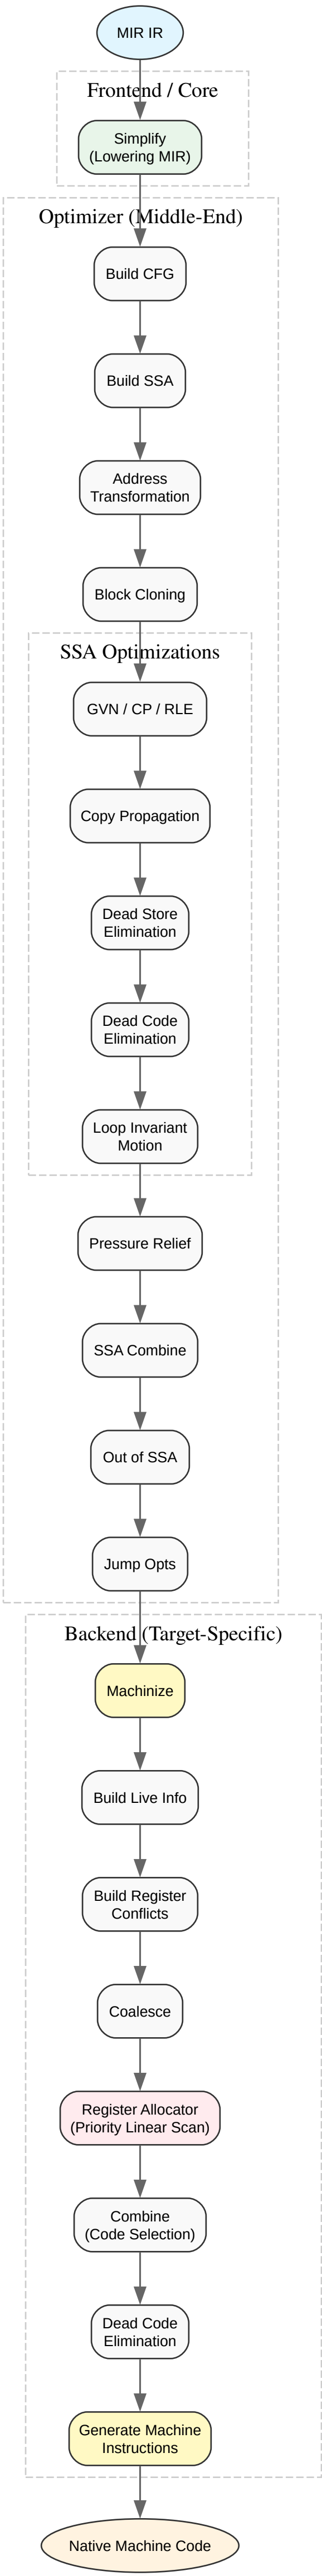 MIR IR
Frontend / Core
Simplify
(Lowering MIR)
Optimizer (Middle-End)
Build CFG
Build SSA
Address
Transformation
Block Cloning
SSA Optimizations
GVN / CP / RLE
Copy Propagation
Dead Store
Elimination
Dead Code
Elimination
Loop Invariant
Motion
Pressure Relief
SSA Combine
Out of SSA
Jump Opts
Backend (Target-Specific)
Machinize
Build Live Info
Build Register
Conflicts
Coalesce
Register Allocator
(Priority Linear Scan)
Combine
(Code Selection)
Dead Code
Elimination
Generate Machine
Instructions
Native Machine Code